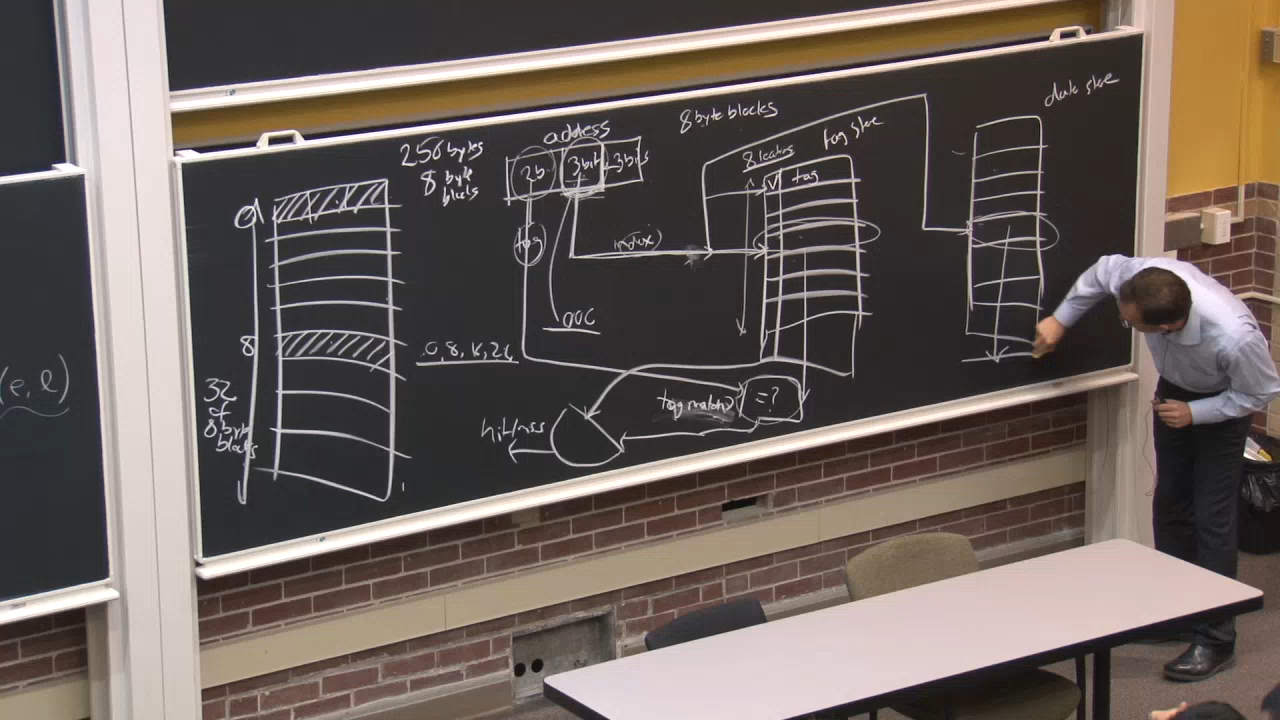 (e, l)
0
8
32
of
8 byte
blocks
256 bytes
8 byte
blocks
address
2b 3bit 3bits
tag
index
000
0, 8, 16, 24
8 byte blocks
8 locations
tag store
V tag
=?
tag match?
hit/miss
data store